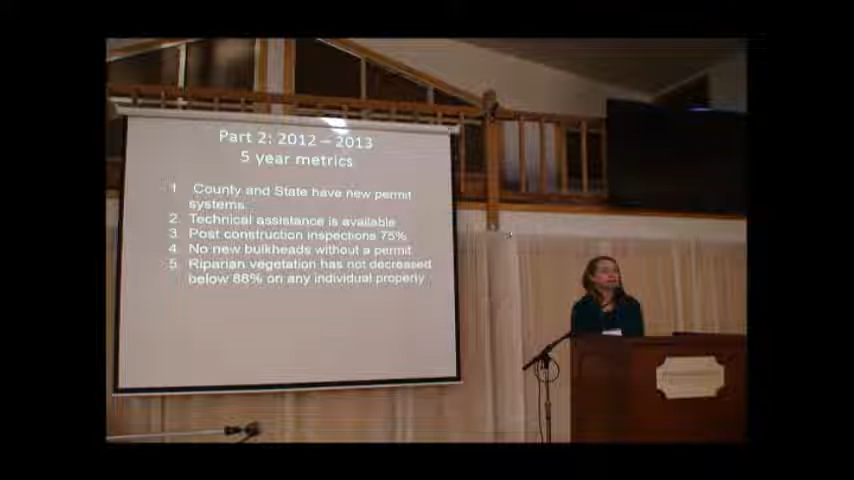 Part 2: 2012 – 2013
5 year metrics
1 County and State have new permit
systems.
2. Technical assistance is available
3. Post construction inspections 75%
4. No new bulkheads without a permit
5. Riparian vegetation has not decreased
below 88% on any individual property